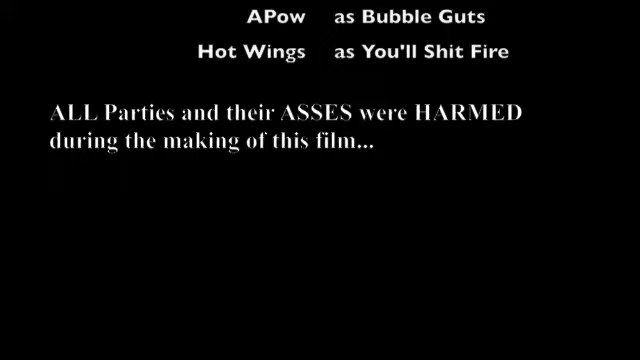 APow as Bubble Guts
Hot Wings as You'll Shit Fire
ALL Parties and their ASSES were HARMED
during the making of this film...